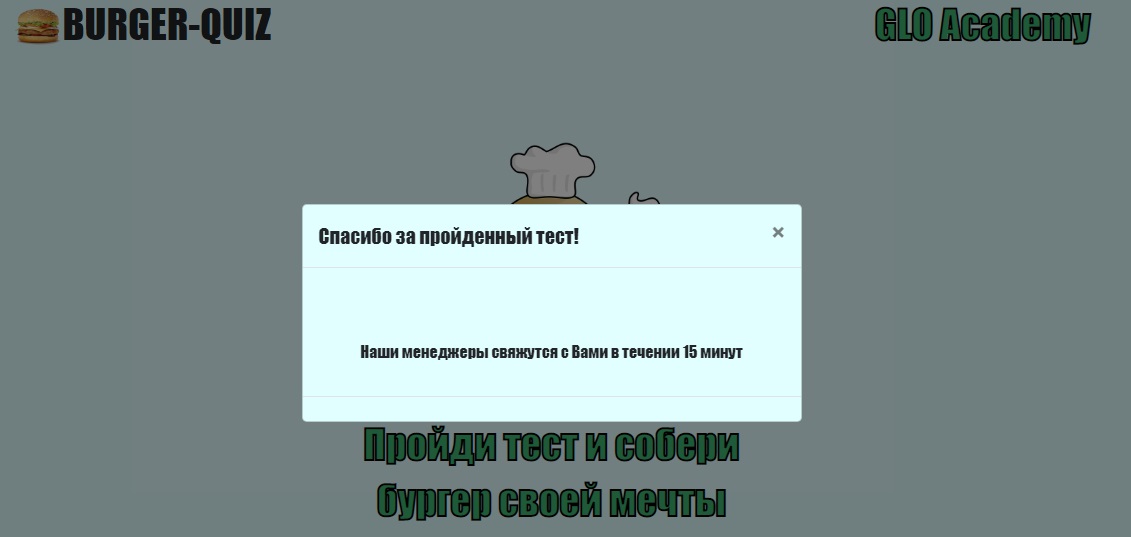 BURGER-QUIZ
GLO Academy
Спасибо за пройденный тест!
×
Наши менеджеры свяжутся с Вами в течении 15 минут
Пройди тест и собери
бургер своей мечты